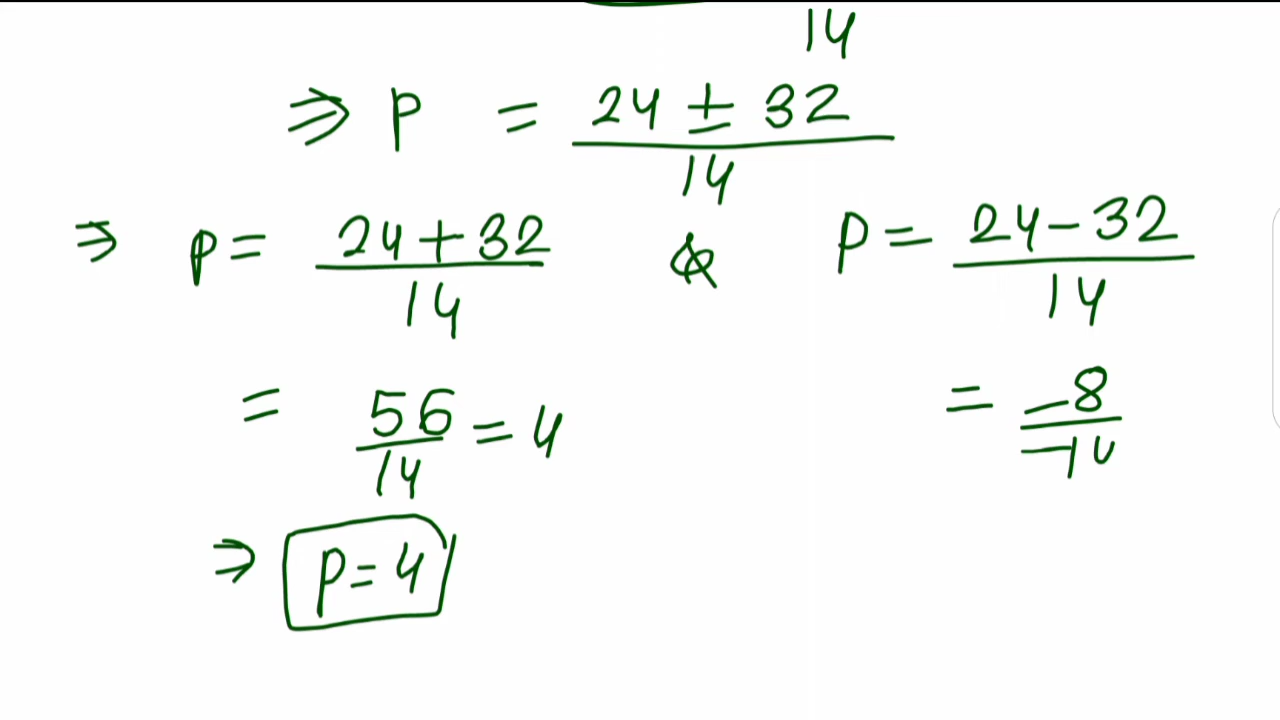 14
⇒ P = 24 ± 32
14
⇒ P = 24 + 32 & P = 24 - 32
14 14
= 56 = 4 = -8
14 -14
⇒ P = 4